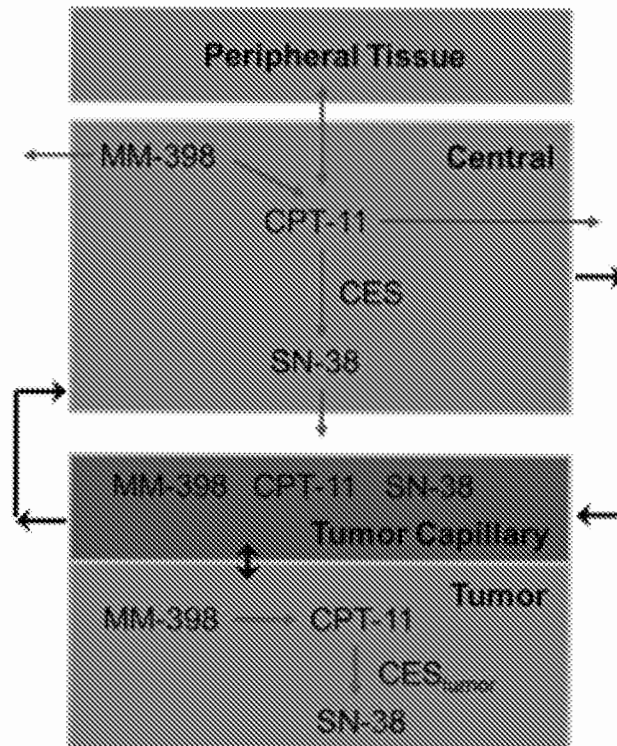 Peripheral Tissue
MM-398
Central
CPT-11
CES
SN-38
MM-398 CPT-11 SN-38
Tumor Capillary
Tumor
MM-398 CPT-11
CEStumor
SN-38